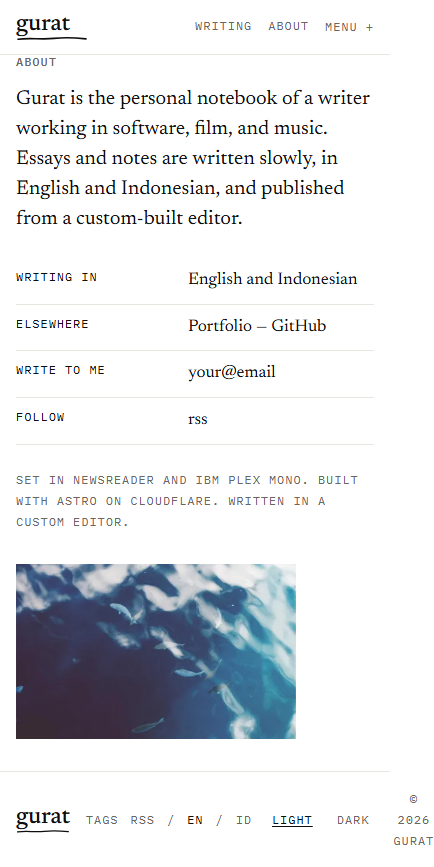 gurat
WRITING ABOUT MENU +
ABOUT
Gurat is the personal notebook of a writer
working in software, film, and music.
Essays and notes are written slowly, in
English and Indonesian, and published
from a custom-built editor.
WRITING IN English and Indonesian
ELSEWHERE Portfolio — GitHub
WRITE TO ME your@email
FOLLOW rss
SET IN NEWSREADER AND IBM PLEX MONO. BUILT
WITH ASTRO ON CLOUDFLARE. WRITTEN IN A
CUSTOM EDITOR.
gurat TAGS RSS / EN / ID LIGHT DARK
©
2026
GURAT